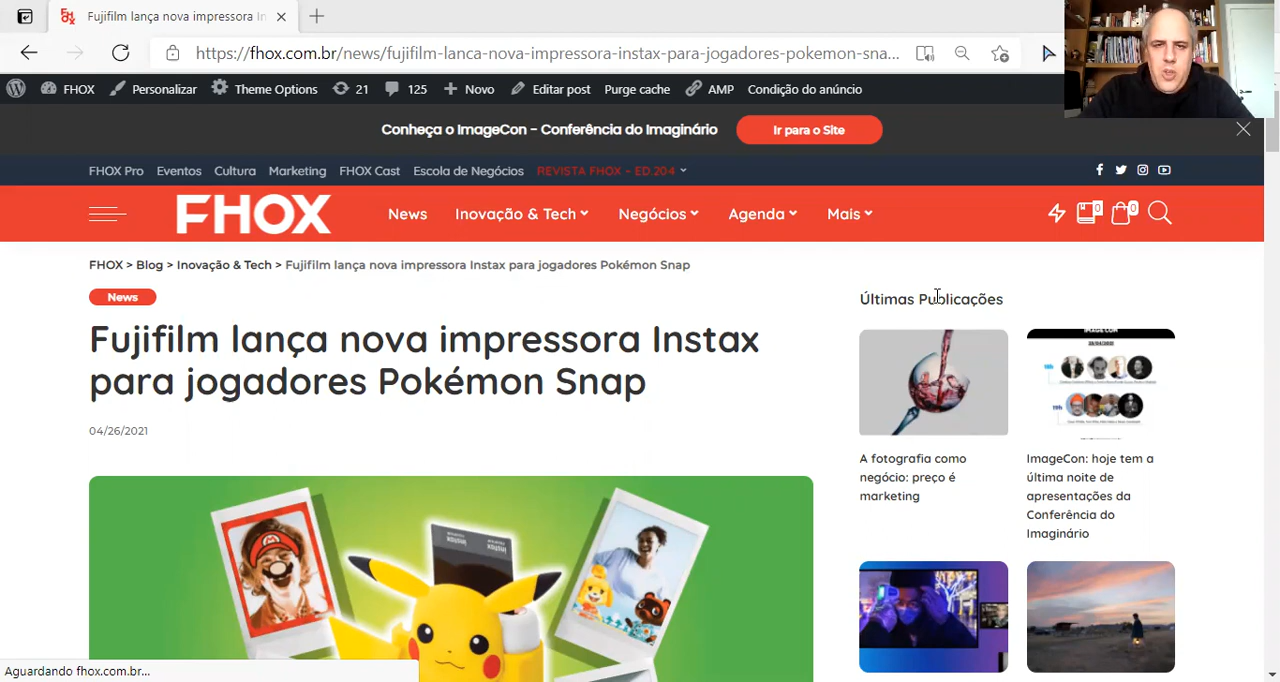 Fujifilm lança nova impressora In
https://fhox.com.br/news/fujifilm-lanca-nova-impressora-instax-para-jogadores-pokemon-sna...
FHOX Personalizar Theme Options 21 125 Novo Editar post Purge cache AMP Condição do anúncio
Conheça o ImageCon - Conferência do Imaginário Ir para o Site
FHOX Pro Eventos Cultura Marketing FHOX Cast Escola de Negócios REVISTA FHOX – ED.204
FHOX News Inovação & Tech Negócios Agenda Mais 0 0
FHOX > Blog > Inovação & Tech > Fujifilm lança nova impressora Instax para jogadores Pokémon Snap
News
Fujifilm lança nova impressora Instax
para jogadores Pokémon Snap
04/26/2021
instax
Últimas Publicações
A fotografia como
negócio: preço é
marketing
19h
ImageCon: hoje tem a
última noite de
apresentações da
Conferência do
Imaginário
Aguardando fhox.com.br...